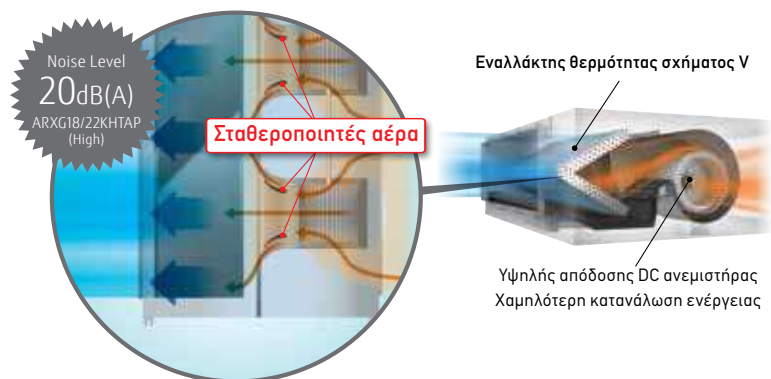 Noise Level
20dB(A)
ARXG18/22KHTAP
(High)
Σταθεροποιητές αέρα
Εναλλάκτης θερμότητας σχήματος V
Υψηλής απόδοσης DC ανεμιστήρας
Χαμηλότερη κατανάλωση ενέργειας